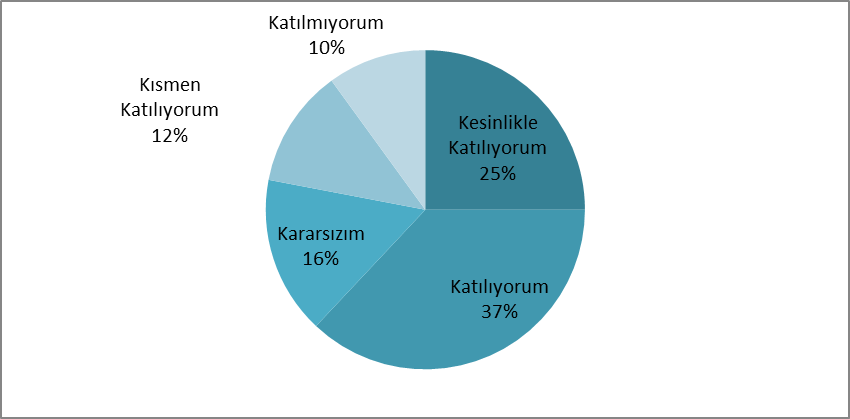 Katılmıyorum
10%
Kısmen
Katılıyorum
12%
Kesinlikle
Katılıyorum
25%
Kararsızım
16%
Katılıyorum
37%